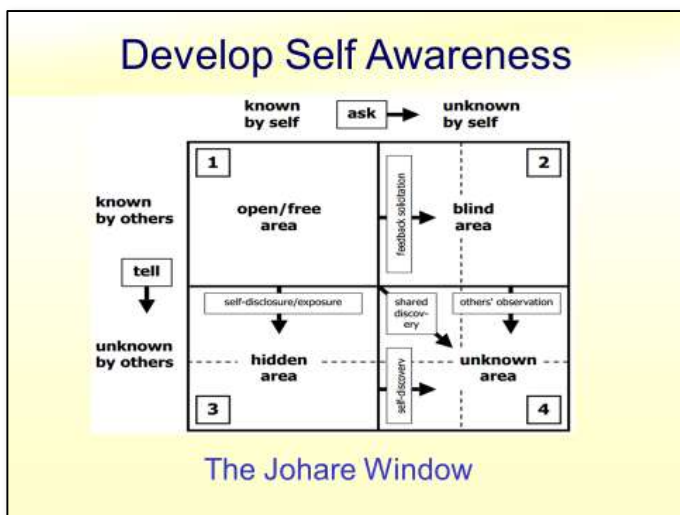 Develop Self Awareness
known
by self
ask
unknown
by self
1
2
known
by others
open/free
area
feedback solicitation
blind
area
tell
self-disclosure/exposure
shared
discov-
ery
others' observation
unknown
by others
hidden
area
self-discovery
unknown
area
3
4
The Johare Window